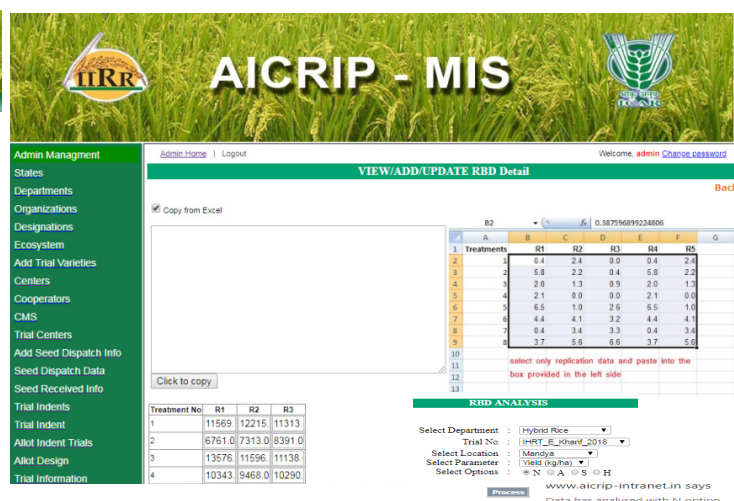 IIRR
AICRIP - MIS
ICAR
Admin Managment
States
Departments
Organizations
Designations
Ecosystem
Add Trial Varieties
Centers
Cooperators
CMS
Trial Centers
Add Seed Dispatch Info
Seed Dispatch Data
Seed Received Info
Trial Indents
Trial Indent
Allot Indent Trials
Allot Design
Trial Information
Admin Home | Logout
Welcome, admin Change password
VIEW/ADD/UPDATE RBD Detail
Back
Copy from Excel
Click to copy
B2 fx 0.387596899224806
A B C D E F G
1 Treatments R1 R2 R3 R4 R5
2 1 0.4 2.4 0.0 0.4 2.4
3 2 5.8 2.2 0.4 5.8 2.2
4 3 2.0 1.3 0.9 2.0 1.3
5 4 2.1 0.0 0.0 2.1 0.0
6 5 6.5 1.0 2.6 6.5 1.0
7 6 4.4 4.1 3.2 4.4 4.1
8 7 0.4 3.4 3.3 0.4 3.4
9 8 3.7 5.6 6.6 3.7 5.6
10
11 select only replication data and paste into the
12 box provided in the left side
13
Treatment No R1 R2 R3
1 11569. 12215. 11313.
2 6761.0 7313.0 8391.0
3 13576. 11596. 11138.
4 10343. 9468.0 10290.
RBD ANALYSIS
Select Department : Hybrid Rice
Trial No : IHRT_E_Kharif_2018
Select Location : Mandya
Select Parameter : Yield (kg/ha)
Select Options : N A S H
Process
www.aicrip-intranet.in says
Data has analysed with N option